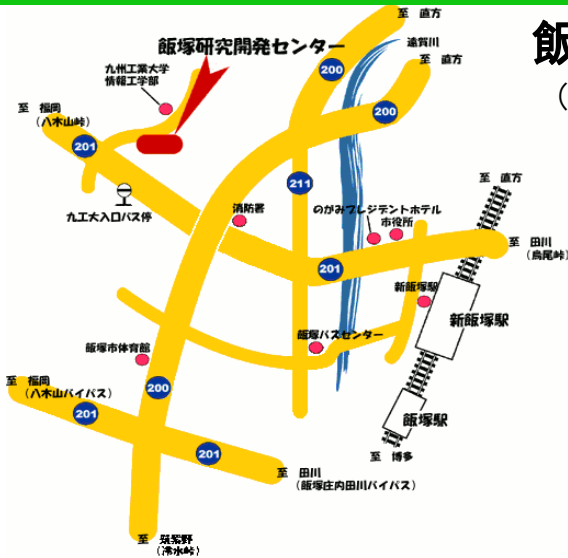 至 直方
飯
飯塚研究開発センター
遠賀川
至 直方
(
九州工業大学
情報工学部
200
至 福岡
(八木山峠)
200
201
211
至 直方
九工大入口バス停
消防署
のがみプレジデントホテル
市役所
至 田川
(烏尾峠)
201
新飯塚駅
新飯塚駅
飯塚バスセンター
飯塚市体育館
至 福岡
(八木山バイパス)
200
201
飯塚駅
201
至 博多
至 田川
(飯塚庄内田川バイパス)
至 筑紫野
(冷水峠)